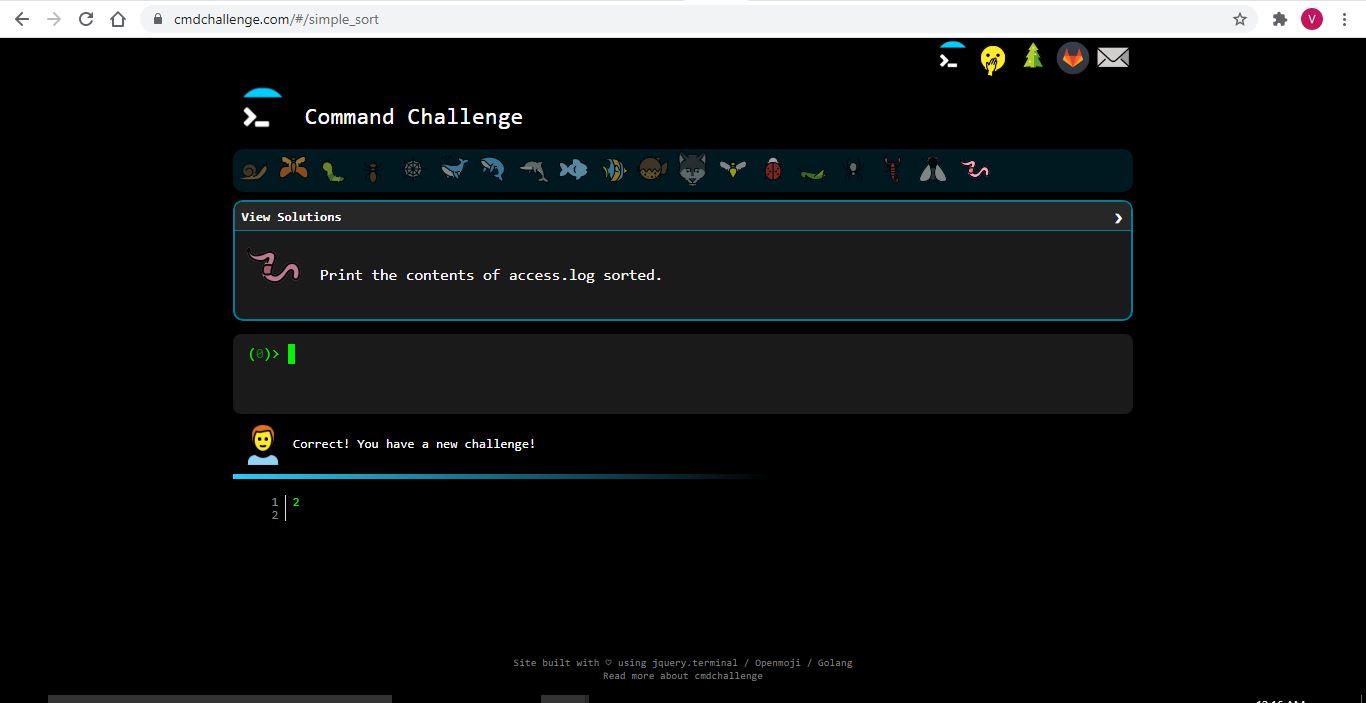 cmdchallenge.com/#/simple_sort
V
Command Challenge
View Solutions
Print the contents of access.log sorted.
(0)>
Correct! You have a new challenge!
1 2
2
Site built with ♡ using jquery.terminal / Openmoji / Golang
Read more about cmdchallenge